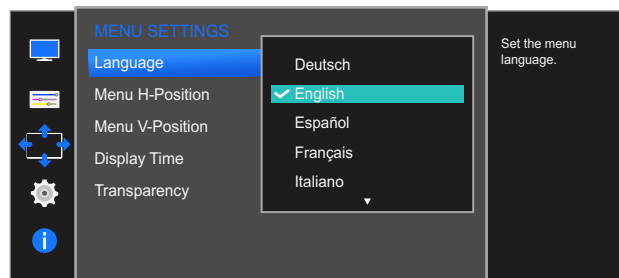 MENU SETTINGS
Language
Menu H-Position
Menu V-Position
Display Time
Transparency
Deutsch
English
Español
Français
Italiano
Set the menu
language.